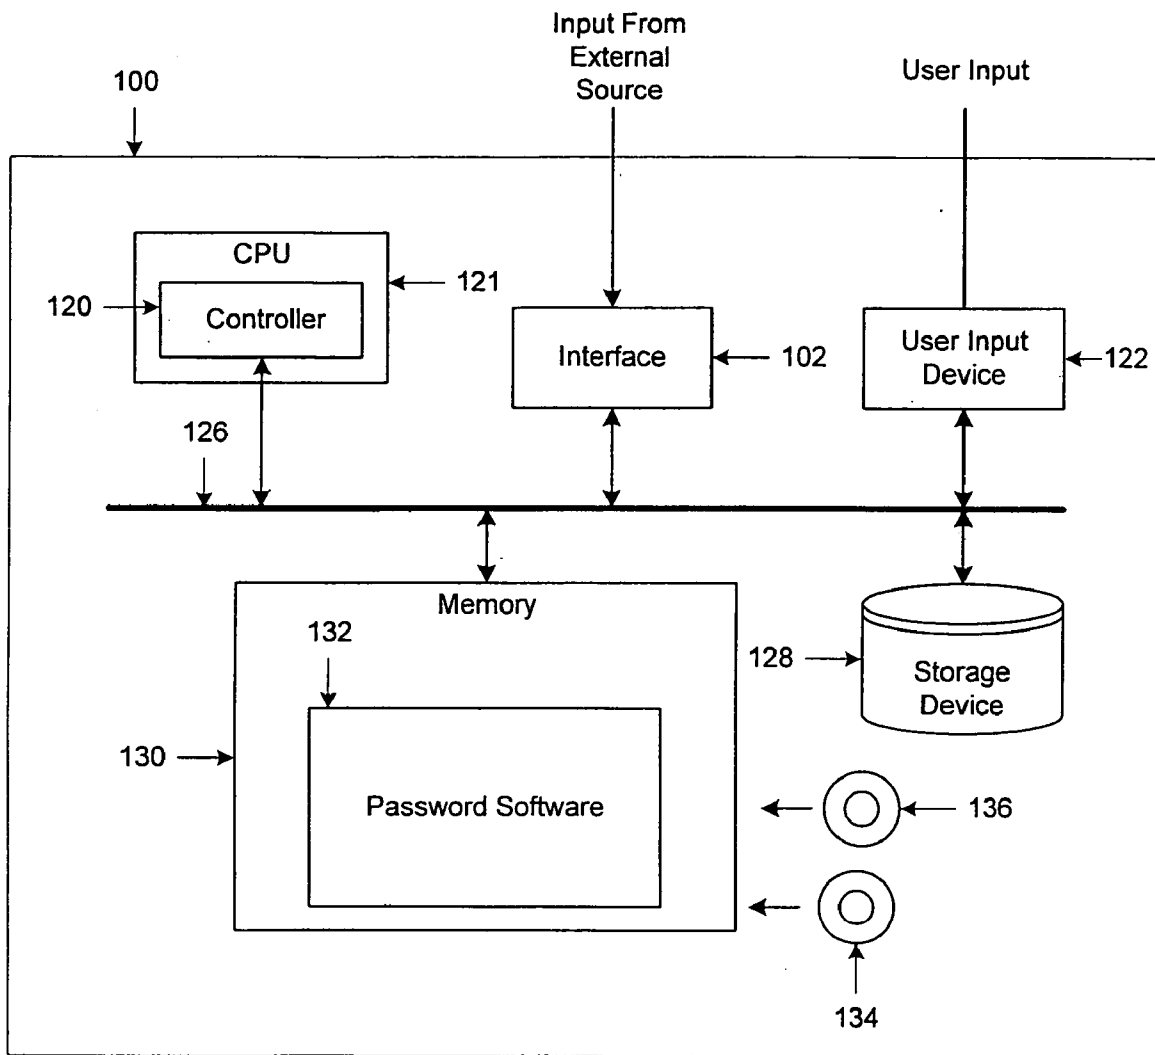 Input From
External
Source
User Input
100
CPU
121
120
Controller
Interface
102
User Input
Device
122
126
Memory
132
128
Storage
Device
130
Password Software
136
134